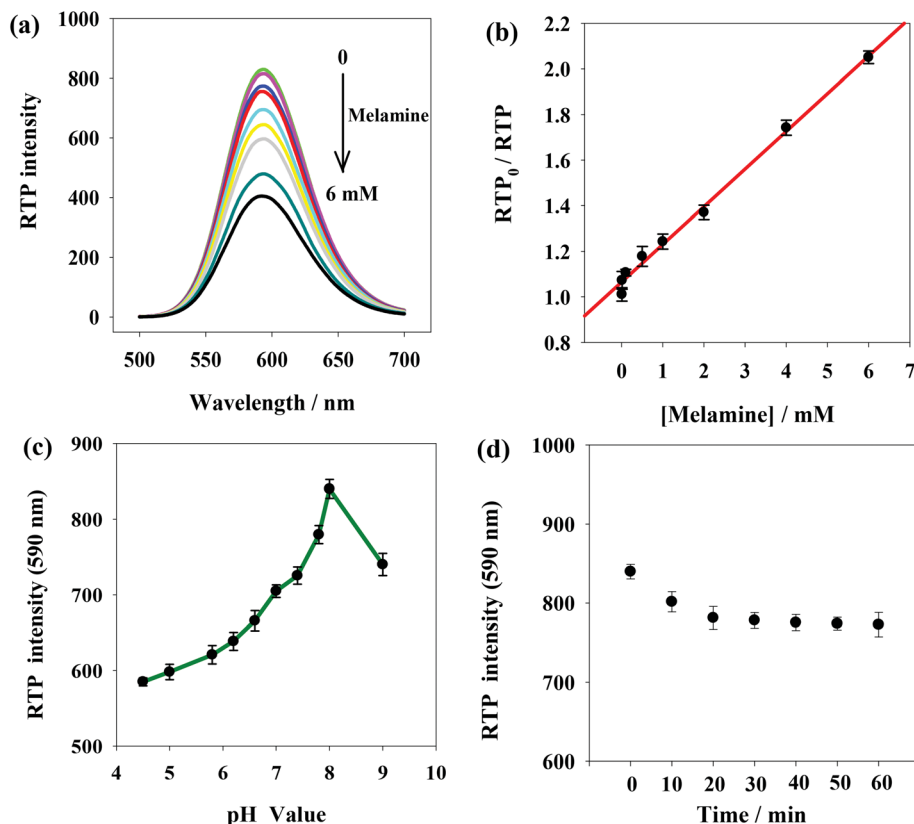 (a)
1000
800
600
400
200
0
RTP intensity
0
Melamine
6 mM
500 550 600 650 700
Wavelength / nm
(b)
2.2
2.0
1.8
1.6
1.4
1.2
1.0
0.8
RTP₀ / RTP
0 1 2 3 4 5 6 7
[Melamine] / mM
(c)
900
800
700
600
500
RTP intensity (590 nm)
4 5 6 7 8 9 10
pH Value
(d)
1000
900
800
700
600
RTP intensity (590 nm)
0 10 20 30 40 50 60
Time / min